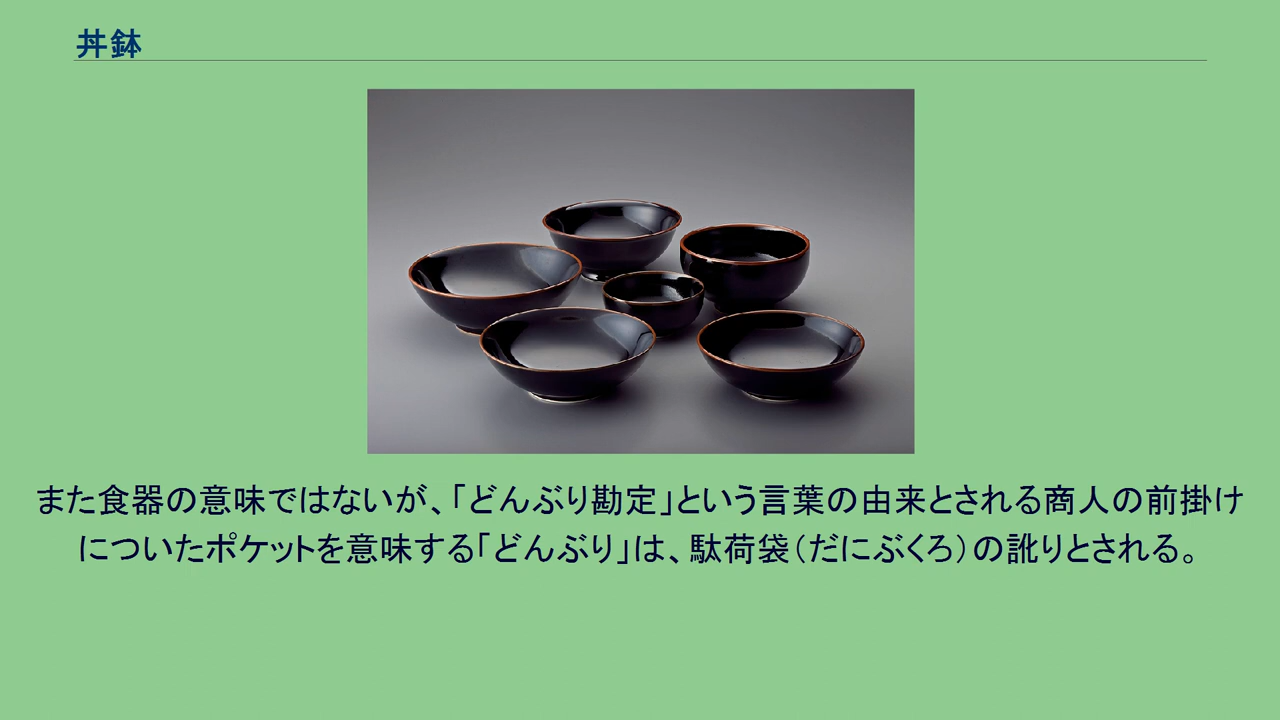 丼鉢
また食器の意味ではないが、「どんぶり勘定」という言葉の由来とされる商人の前掛け
についたポケットを意味する「どんぶり」は、駄荷袋（だにぶくろ）の訛りとされる。